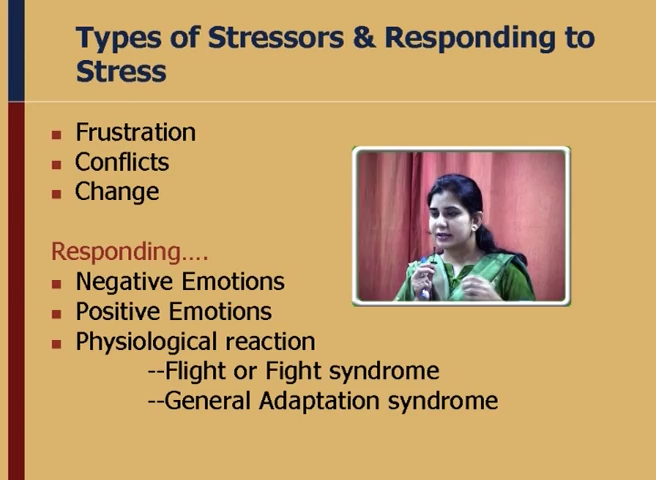 Types of Stressors & Responding to
Stress
Frustration
Conflicts
Change
Responding....
Negative Emotions
Positive Emotions
Physiological reaction
--Flight or Fight syndrome
--General Adaptation syndrome